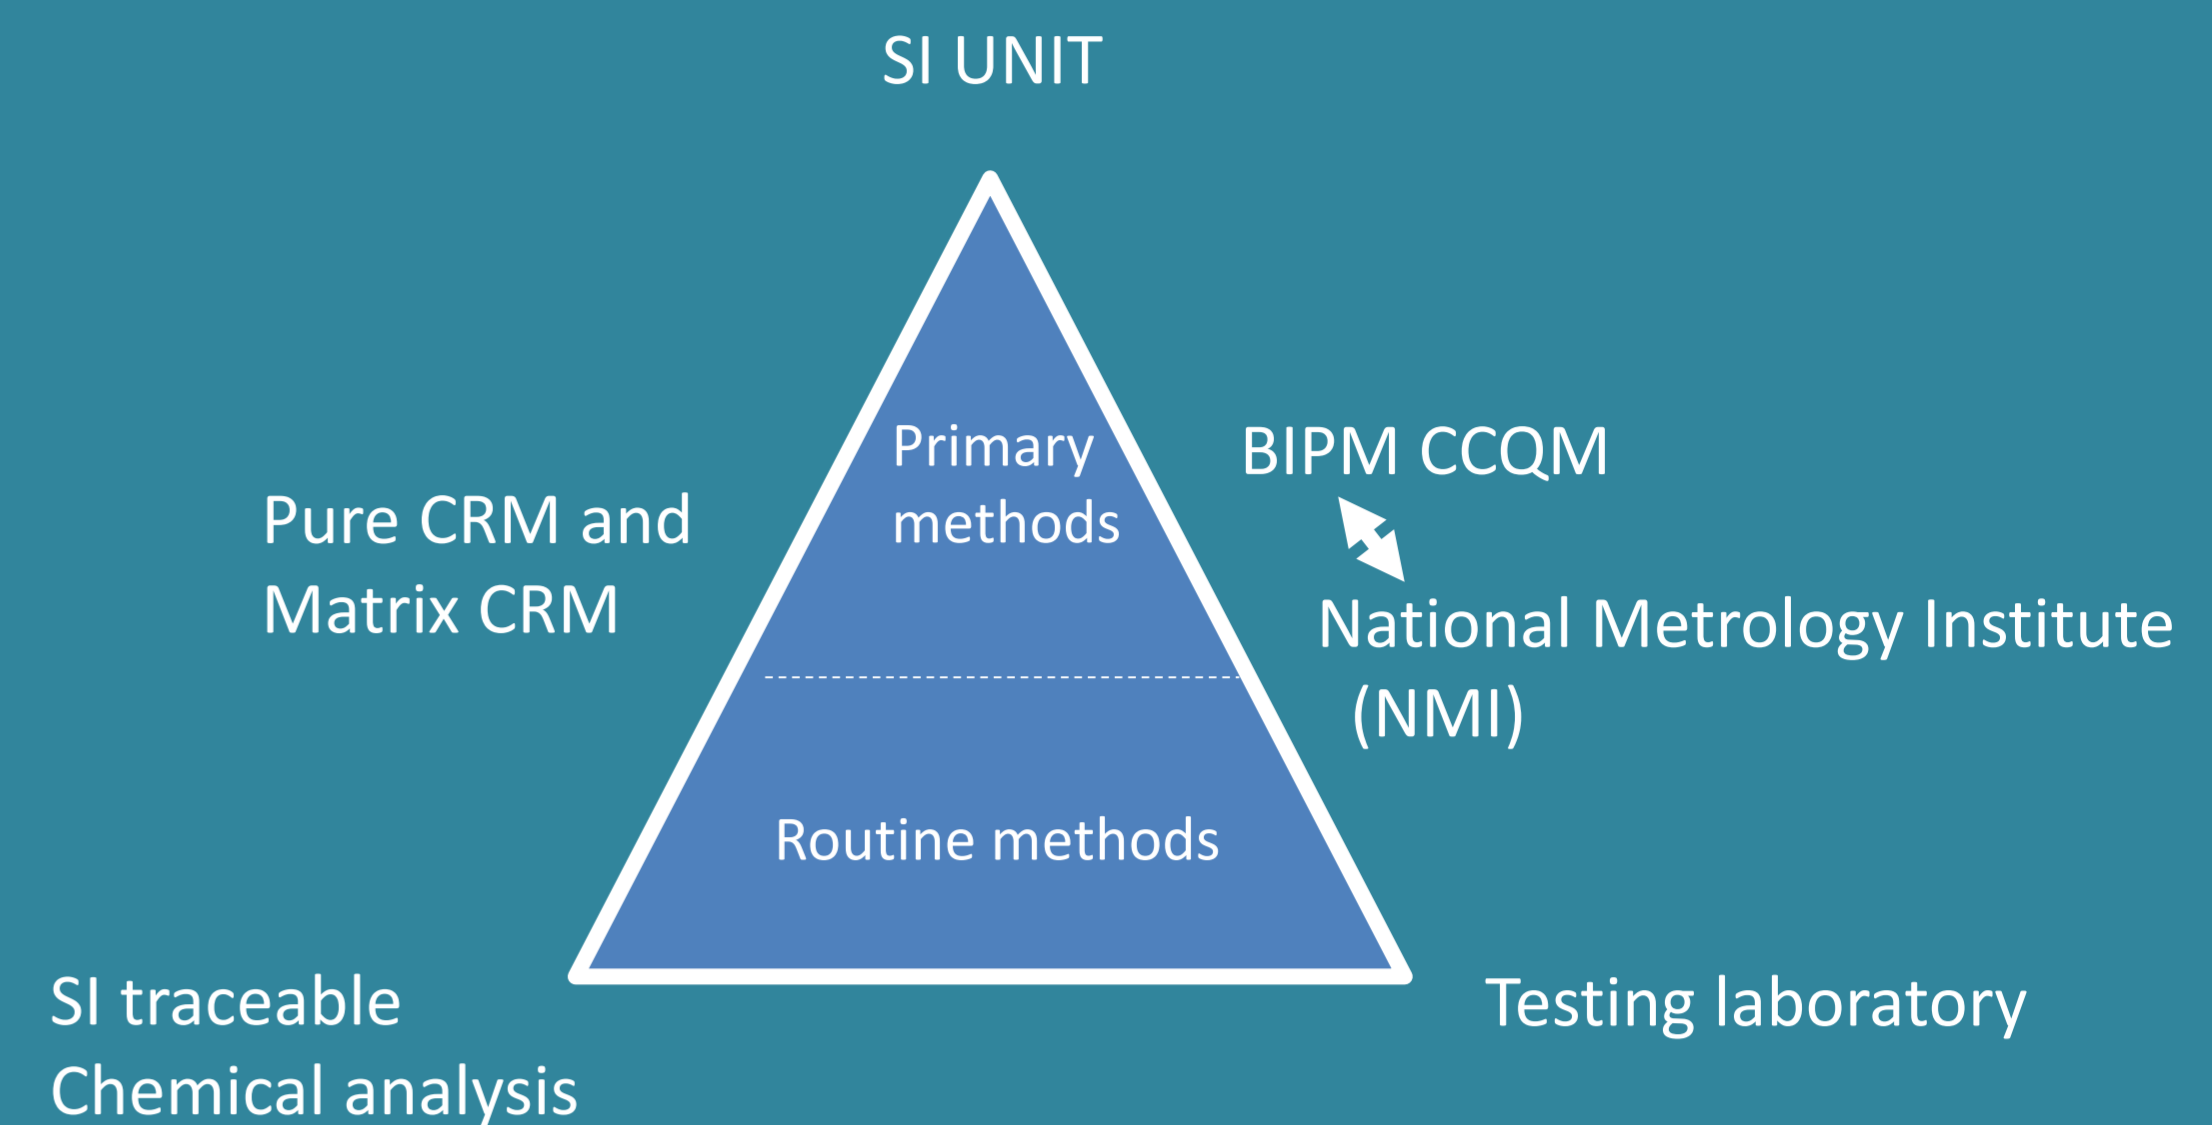 SI UNIT
Primary
methods
BIPM CCQM
Pure CRM and
Matrix CRM
National Metrology Institute
(NMI)
Routine methods
SI traceable
Chemical analysis
Testing laboratory